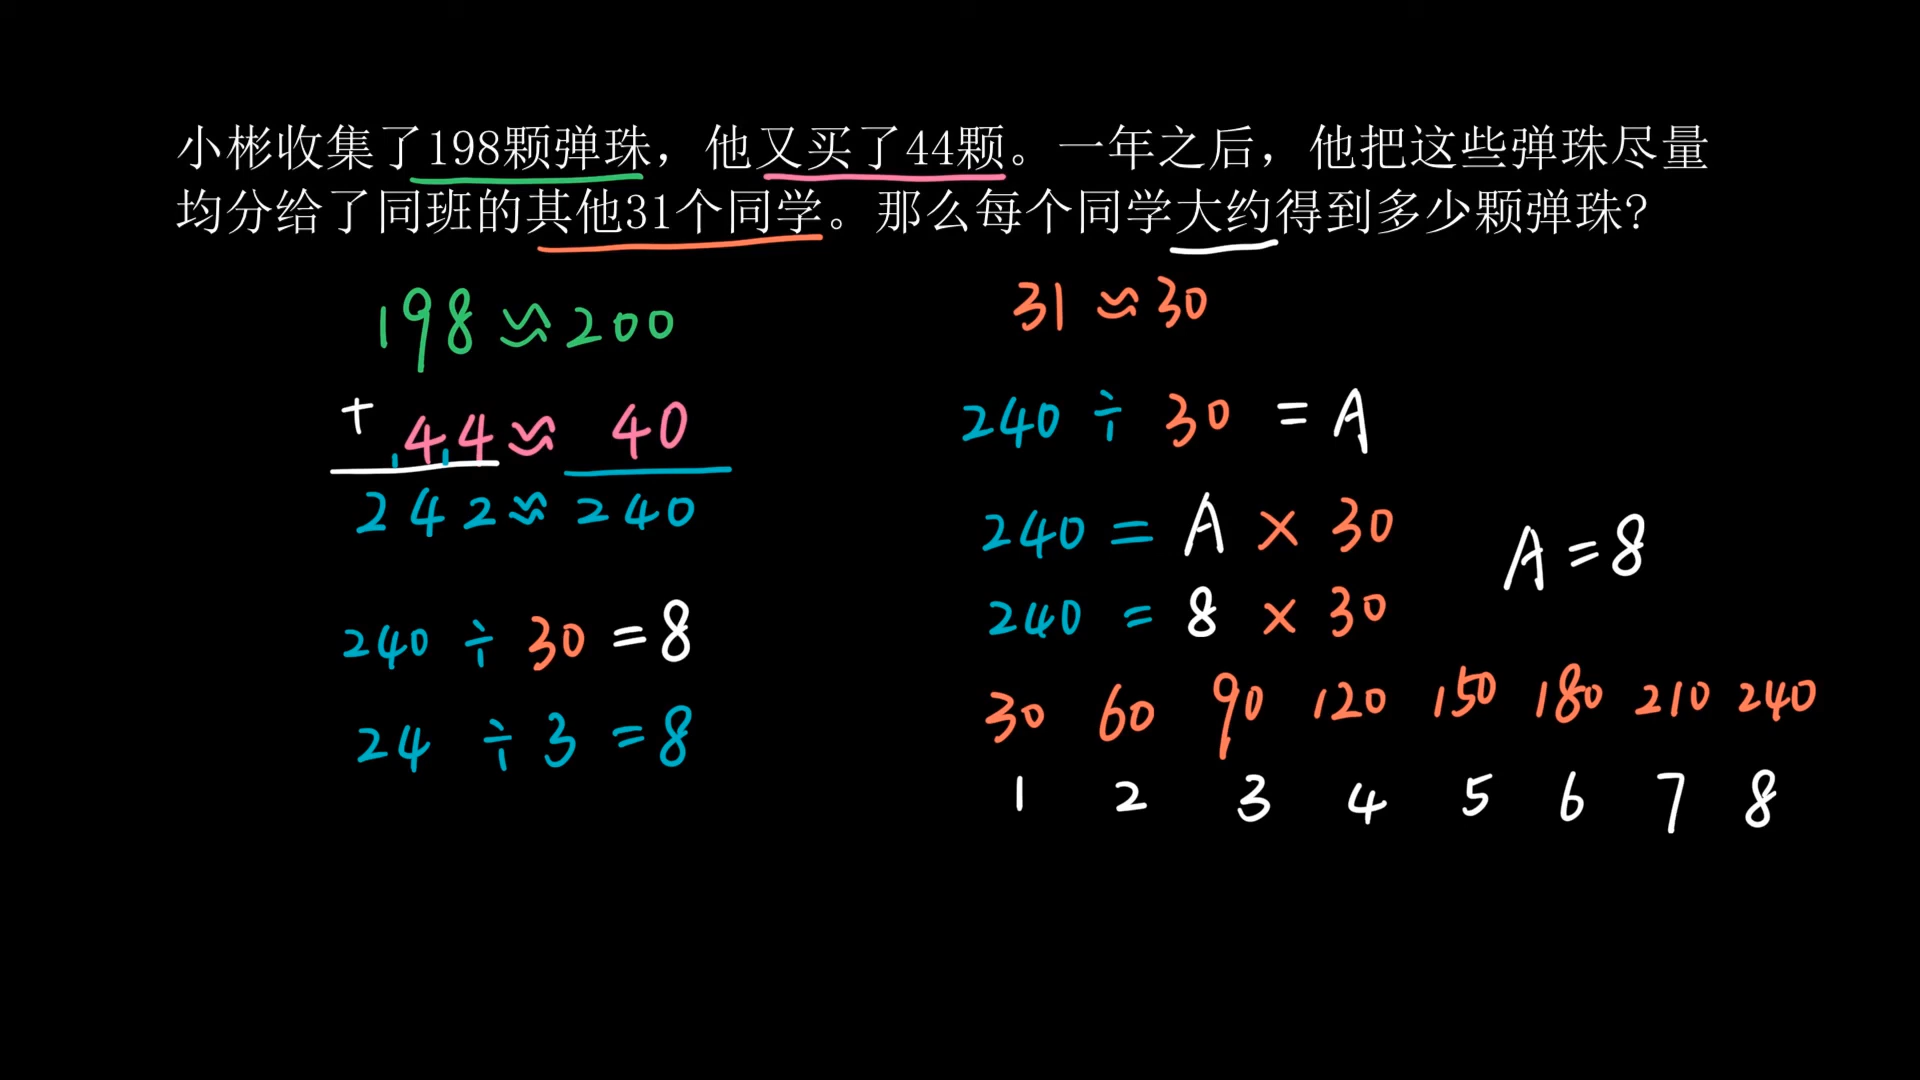 小彬收集了198颗弹珠，他又买了44颗。一年之后，他把这些弹珠尽量
均分给了同班的其他31个同学。那么每个同学大约得到多少颗弹珠？
198 ≈ 200
+ 44 ≈ 40
242 ≈ 240
240 ÷ 30 = 8
24 ÷ 3 = 8
31 ≈ 30
240 ÷ 30 = A
240 = A × 30
A = 8
240 = 8 × 30
30 60 90 120 150 180 210 240
1 2 3 4 5 6 7 8